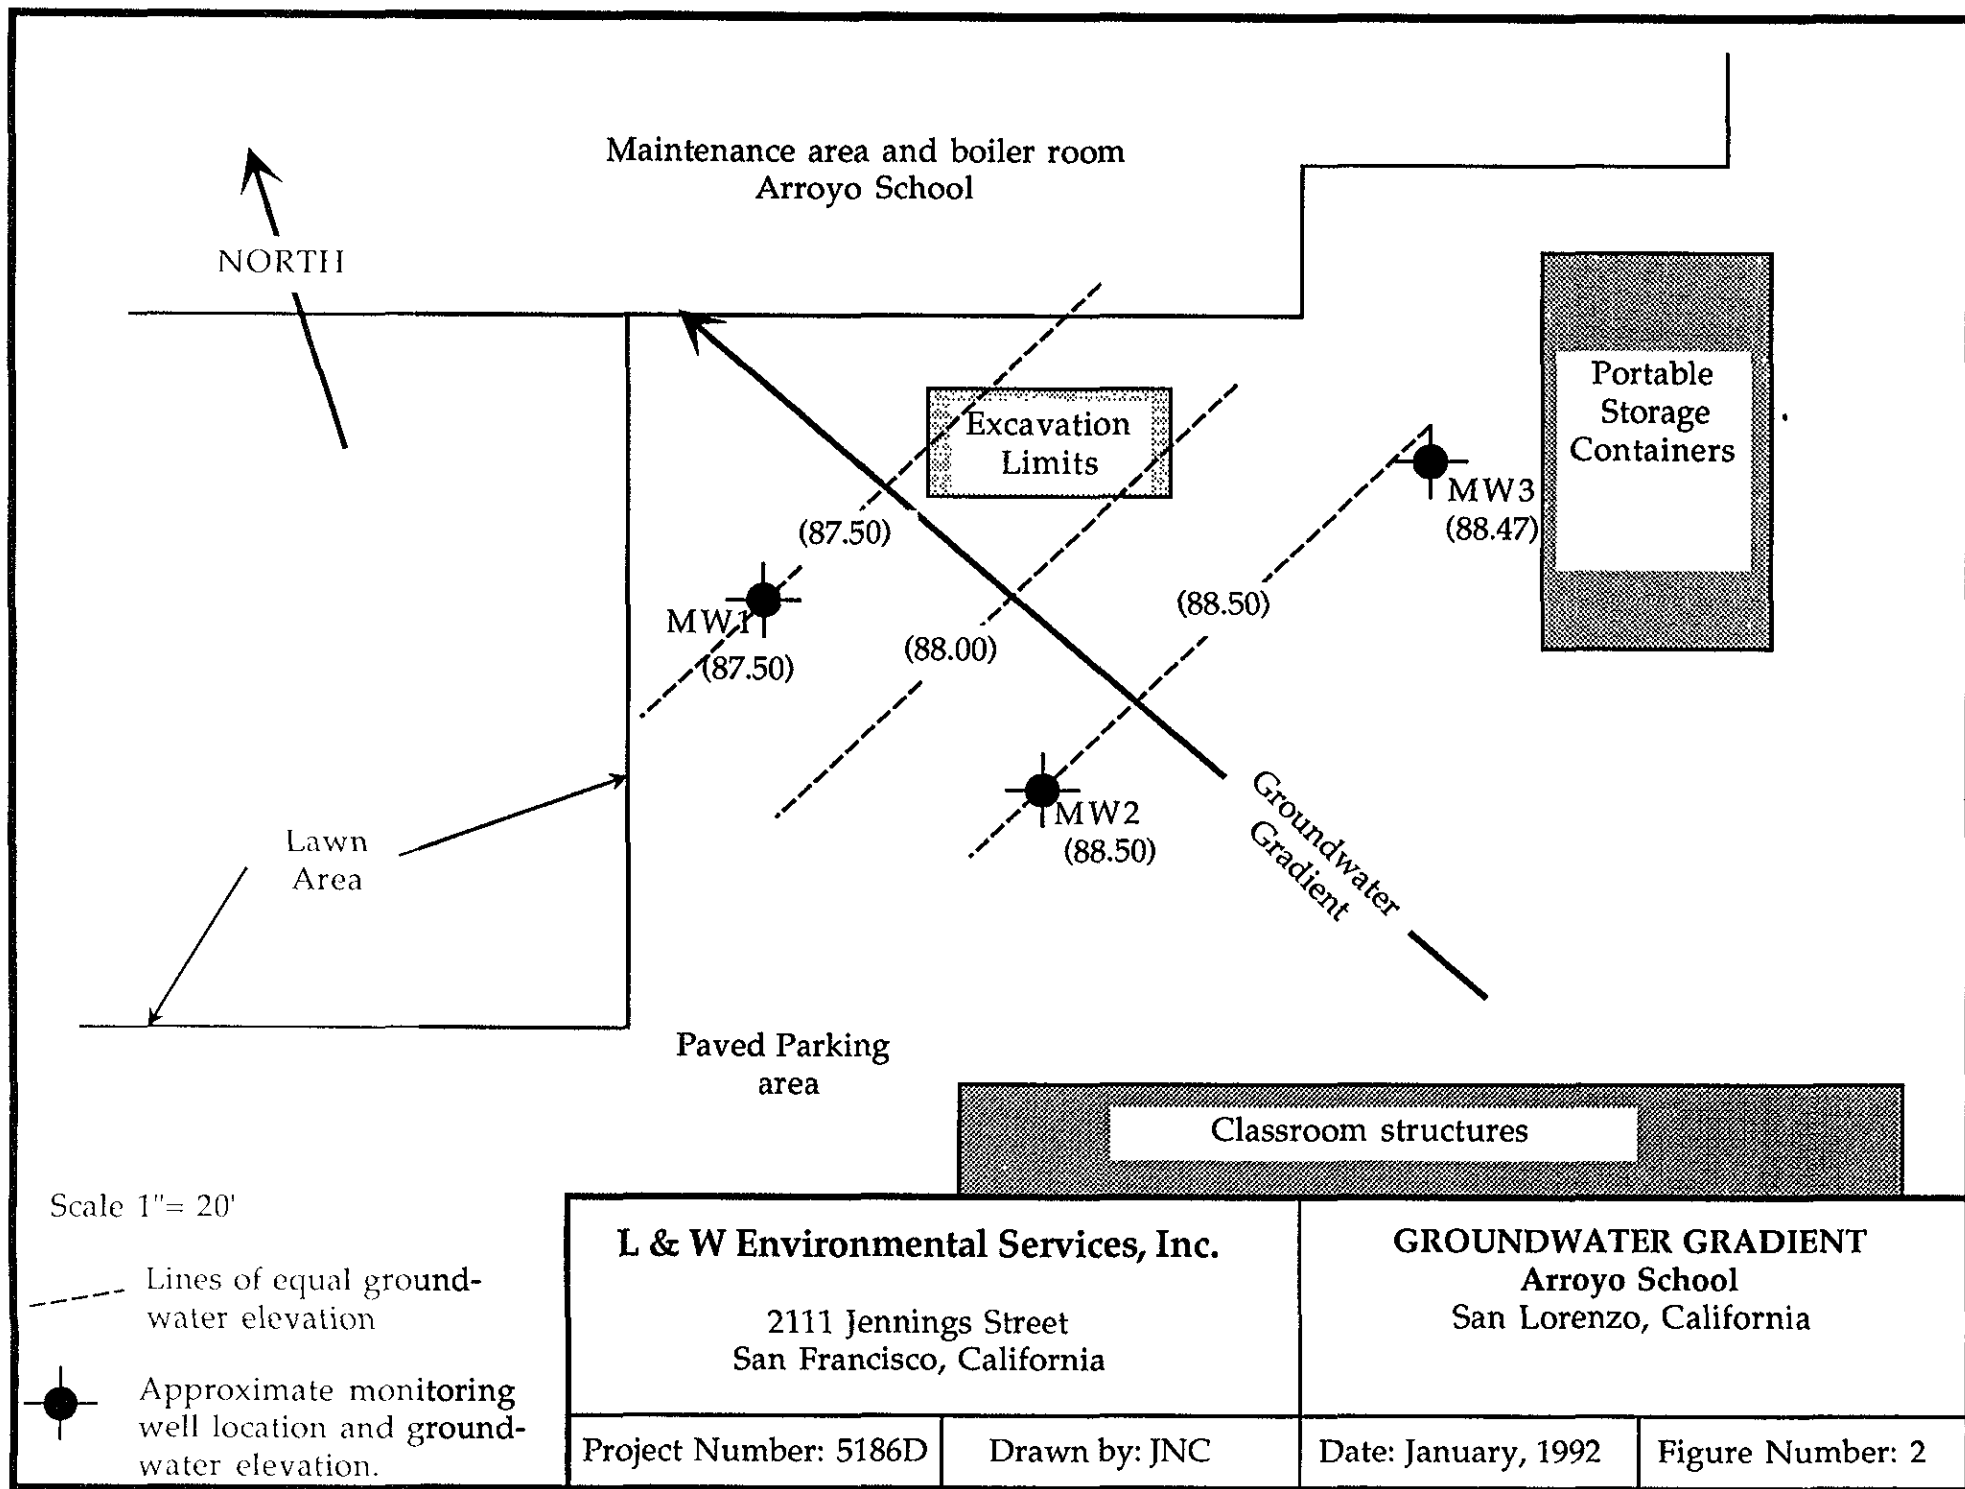 Maintenance area and boiler room
Arroyo School
NORTH
Portable
Storage
Containers
Excavation
Limits
MW3
(88.47)
(87.50)
(88.50)
MW1
(87.50)
(88.00)
MW2
(88.50)
Groundwater
Gradient
Lawn
Area
Paved Parking
area
Classroom structures
Scale 1"= 20'
Lines of equal ground-
water elevation
Approximate monitoring
well location and ground-
water elevation.
L & W Environmental Services, Inc.
2111 Jennings Street
San Francisco, California
GROUNDWATER GRADIENT
Arroyo School
San Lorenzo, California
Project Number: 5186D
Drawn by: JNC
Date: January, 1992
Figure Number: 2